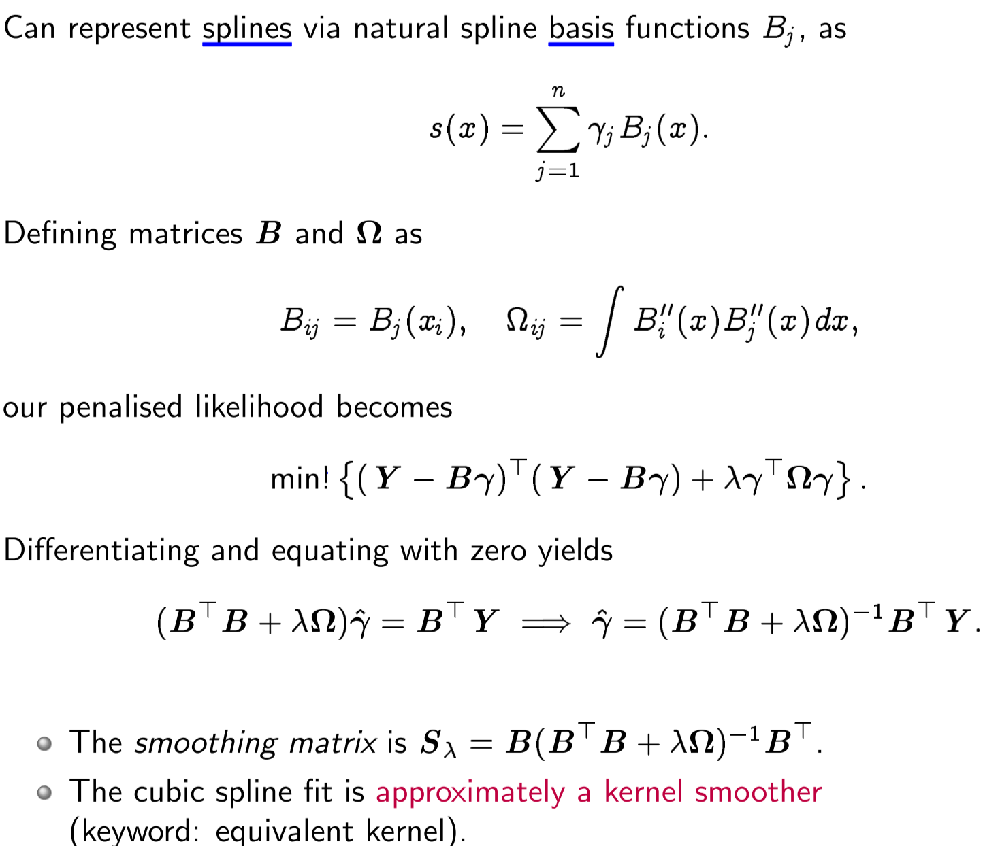 Can represent splines via natural spline basis functions $B_j$, as
$$s(x) = \sum_{j=1}^{n} \gamma_j B_j(x).$$
Defining matrices $\boldsymbol{B}$ and $\boldsymbol{\Omega}$ as
$$B_{ij} = B_j(x_i), \quad \Omega_{ij} = \int B_i''(x) B_j''(x) dx,$$
our penalised likelihood becomes
$$\text{min!} \left\{ (\boldsymbol{Y} - \boldsymbol{B}\gamma)^\top (\boldsymbol{Y} - \boldsymbol{B}\gamma) + \lambda \gamma^\top \boldsymbol{\Omega} \gamma \right\}.$$
Differentiating and equating with zero yields
$$(\boldsymbol{B}^\top \boldsymbol{B} + \lambda \boldsymbol{\Omega}) \hat{\gamma} = \boldsymbol{B}^\top \boldsymbol{Y} \implies \hat{\gamma} = (\boldsymbol{B}^\top \boldsymbol{B} + \lambda \boldsymbol{\Omega})^{-1} \boldsymbol{B}^\top \boldsymbol{Y}.$$
• The smoothing matrix is $\boldsymbol{S}_\lambda = \boldsymbol{B}(\boldsymbol{B}^\top \boldsymbol{B} + \lambda \boldsymbol{\Omega})^{-1} \boldsymbol{B}^\top.$
• The cubic spline fit is approximately a kernel smoother
(keyword: equivalent kernel).